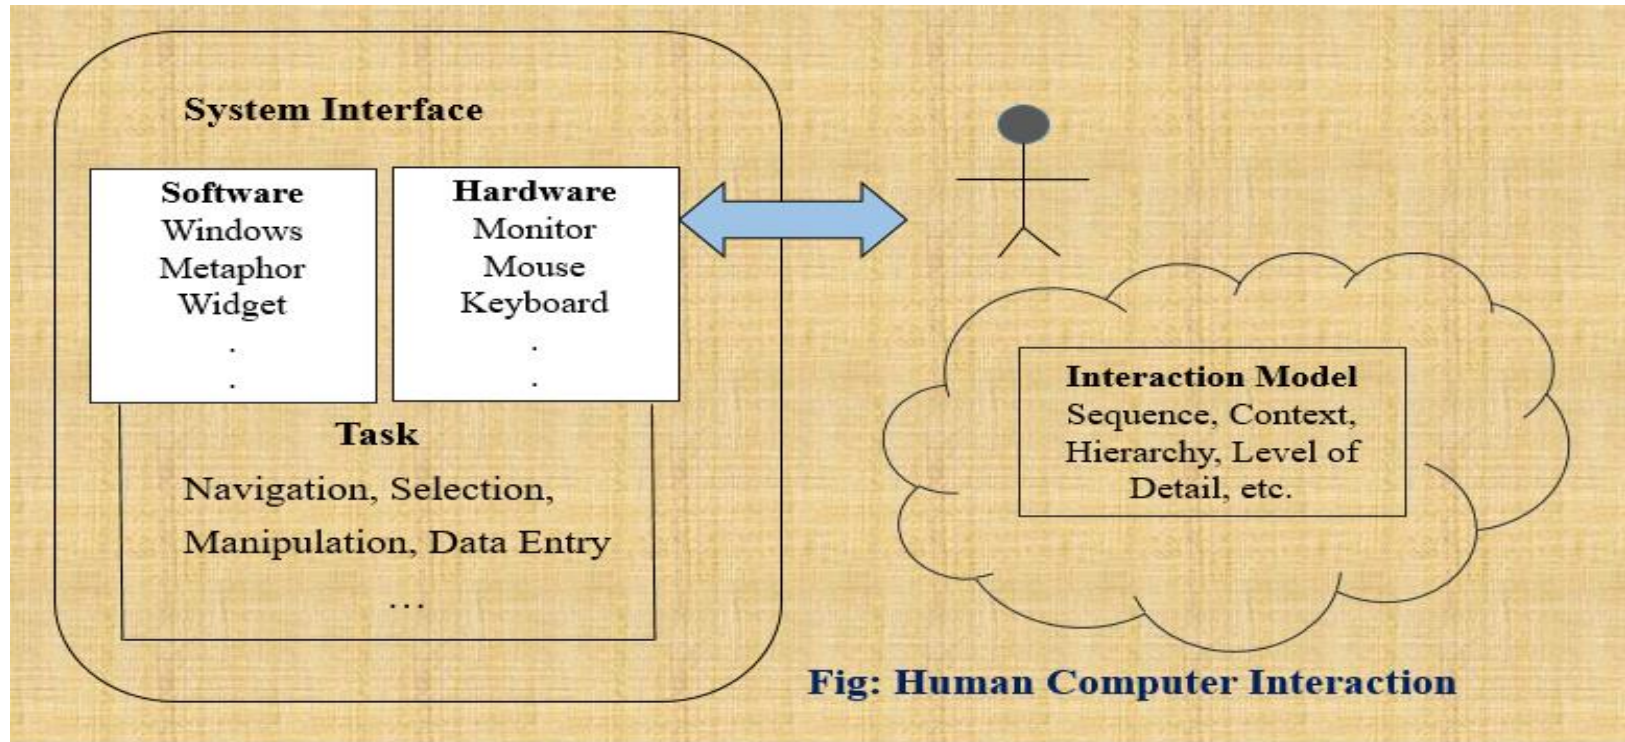 System Interface
Software
Windows
Metaphor
Widget
.
.
Hardware
Monitor
Mouse
Keyboard
.
.
Task
Navigation, Selection,
Manipulation, Data Entry
...
Interaction Model
Sequence, Context,
Hierarchy, Level of
Detail, etc.
Fig: Human Computer Interaction